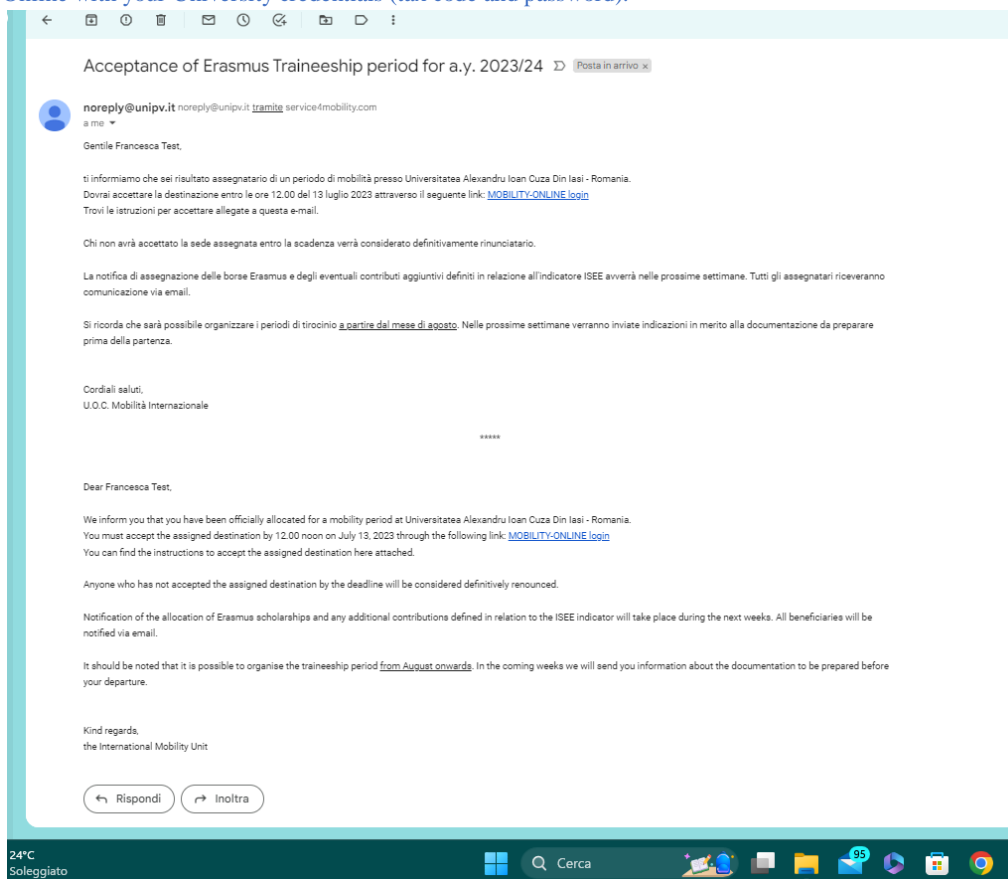 Online with your University credentials (tax code and password).
Acceptance of Erasmus Traineeship period for a.y. 2023/24 Posta in arrivo x
noreply@unipv.it noreply@unipv.it tramite service4mobility.com
a me
Gentile Francesca Test,
ti informiamo che sei risultato assegnatario di un periodo di mobilità presso Universitatea Alexandru Ioan Cuza Din Iasi - Romania.
Dovrai accettare la destinazione entro le ore 12.00 del 13 luglio 2023 attraverso il seguente link: MOBILITY-ONLINE login
Trovi le istruzioni per accettare allegate a questa e-mail.
Chi non avrà accettato la sede assegnata entro la scadenza verrà considerato definitivamente rinunciatario.
La notifica di assegnazione delle borse Erasmus e degli eventuali contributi aggiuntivi definiti in relazione all'indicatore ISEE avverrà nelle prossime settimane. Tutti gli assegnatari riceveranno
comunicazione via email.
Si ricorda che sarà possibile organizzare i periodi di tirocinio a partire dal mese di agosto. Nelle prossime settimane verranno inviate indicazioni in merito alla documentazione da preparare
prima della partenza.
Cordiali saluti,
U.O.C. Mobilità Internazionale
*****
Dear Francesca Test,
We inform you that you have been officially allocated for a mobility period at Universitatea Alexandru Ioan Cuza Din Iasi - Romania.
You must accept the assigned destination by 12.00 noon on July 13, 2023 through the following link: MOBILITY-ONLINE login
You can find the instructions to accept the assigned destination here attached.
Anyone who has not accepted the assigned destination by the deadline will be considered definitively renounced.
Notification of the allocation of Erasmus scholarships and any additional contributions defined in relation to the ISEE indicator will take place during the next weeks. All beneficiaries will be
notified via email.
It should be noted that it is possible to organise the traineeship period from August onwards. In the coming weeks we will send you information about the documentation to be prepared before
your departure.
Kind regards,
the International Mobility Unit
Rispondi Inoltra
24°C
Soleggiato
Cerca
95